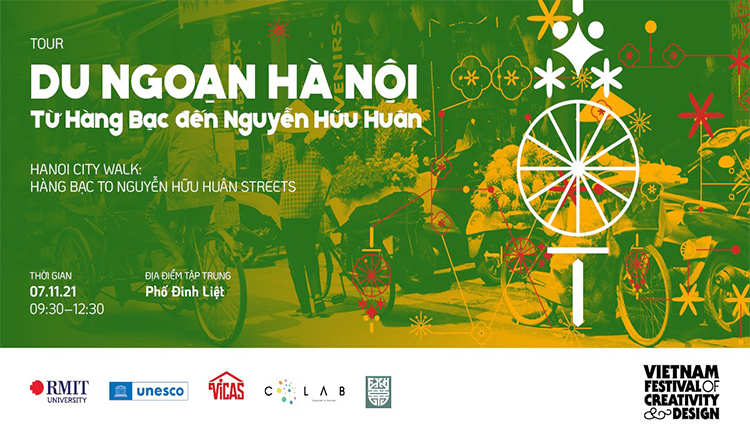 TOUR
DU NGOẠN HÀ NỘI
Từ Hàng Bạc đến Nguyễn Hữu Huân
HANOI CITY WALK:
HÀNG BẠC TO NGUYỄN HỮU HUÂN STREETS
THỜI GIAN
07.11.21
09:30–12:30
ĐỊA ĐIỂM TẬP TRUNG
Phố Đinh Liệt
RMIT
UNIVERSITY
unesco
VICAS
COLAB
VIETNAM
FESTIVAL OF
CREATIVITY
& DESIGN